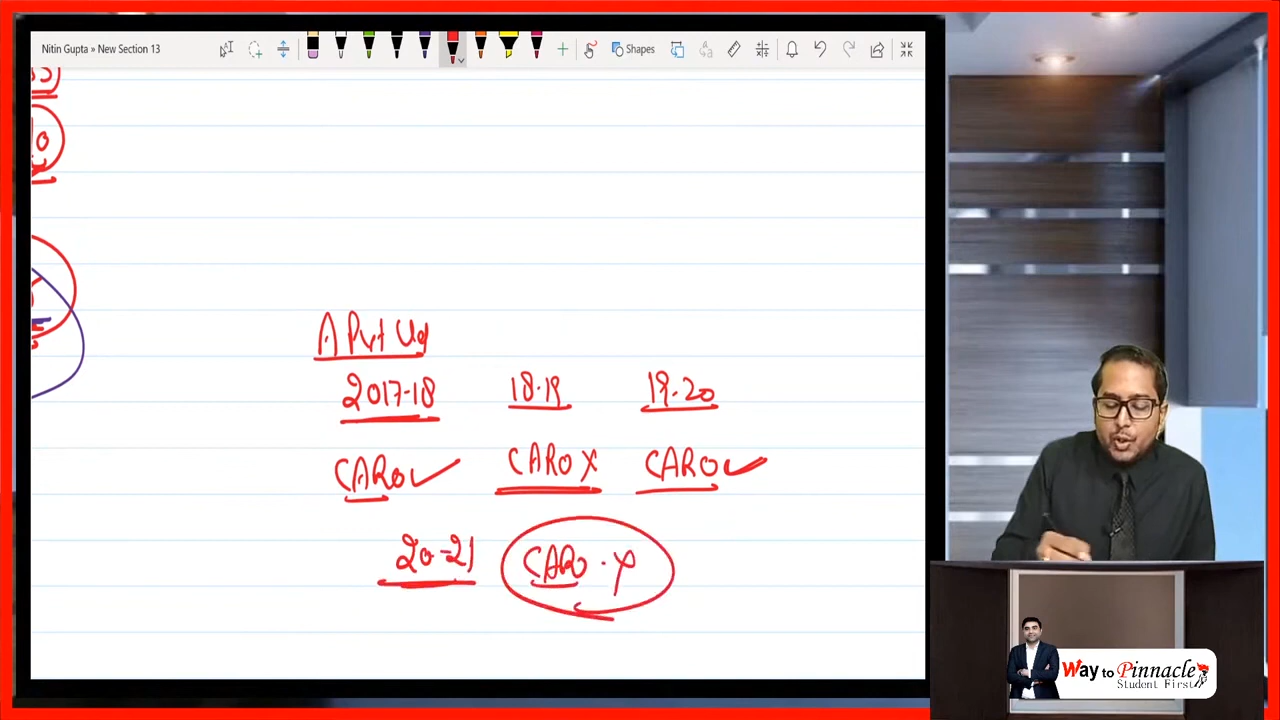 Nitin Gupta » New Section 13
Shapes
A Pvt Ltd
2017-18 18-19 19-20
CARO✓ CARO X CARO✓
20-21 CARO · X
Way to Pinnacle
Student First